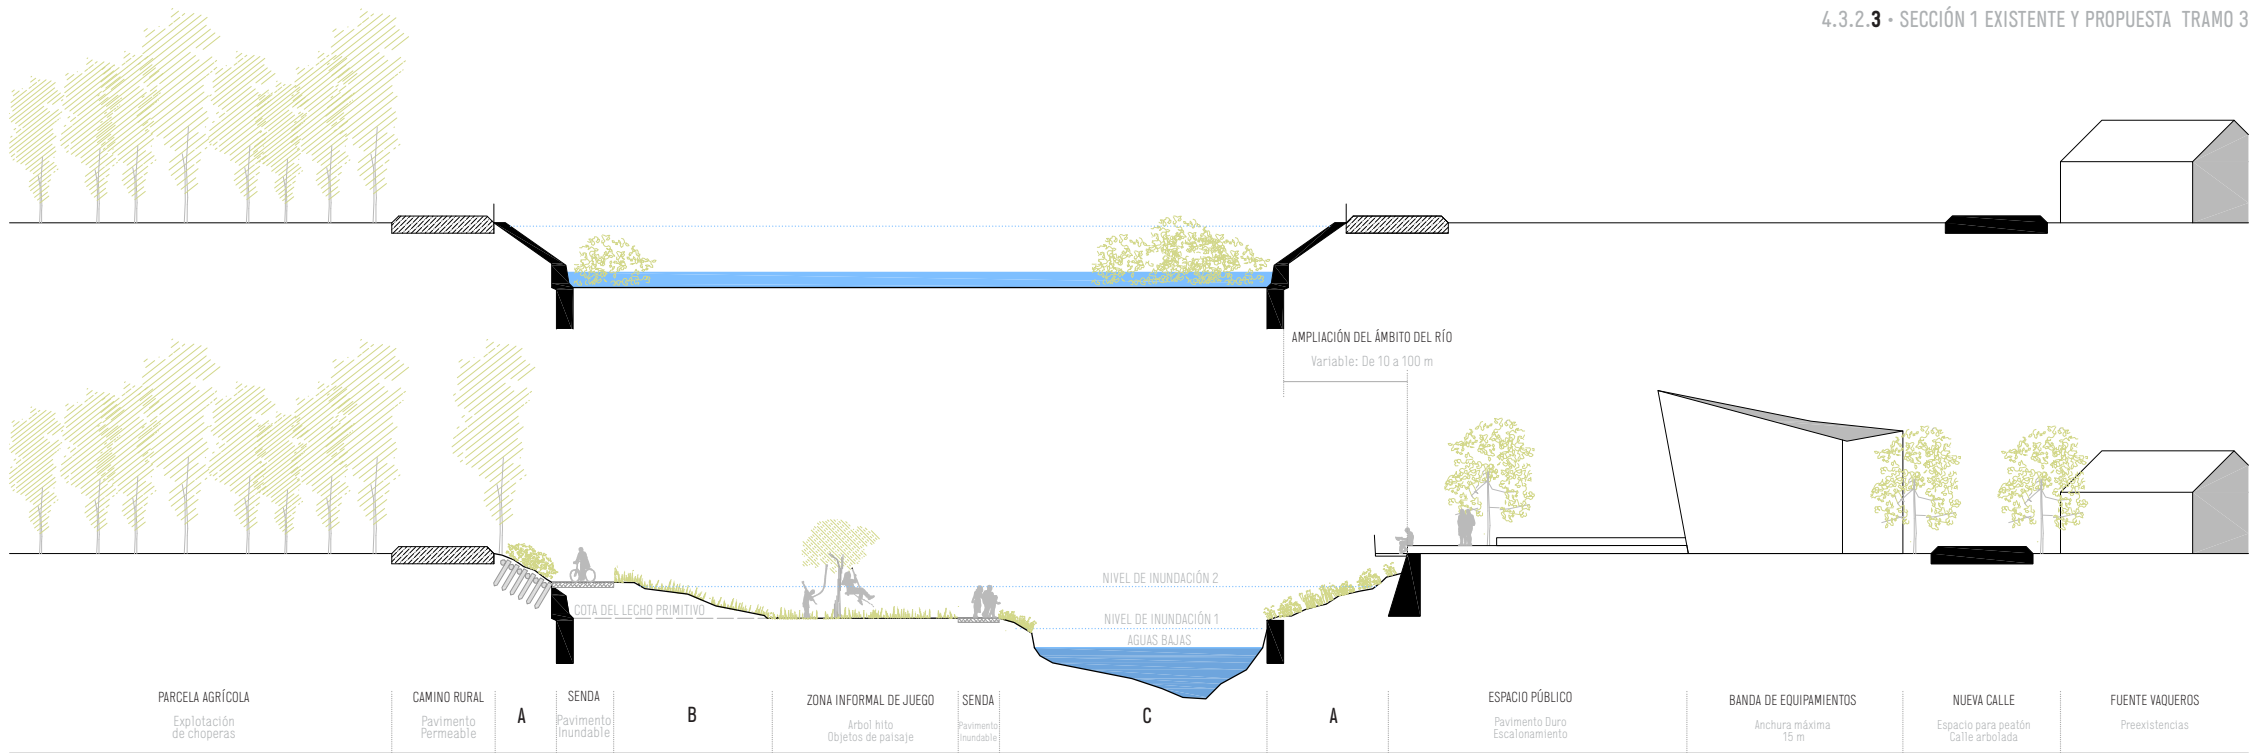 4.3.2.3 · SECCIÓN 1 EXISTENTE Y PROPUESTA TRAMO 3
AMPLIACIÓN DEL ÁMBITO DEL RÍO
Variable: De 10 a 100 m
NIVEL DE INUNDACIÓN 2
COTA DEL LECHO PRIMITIVO
NIVEL DE INUNDACIÓN 1
AGUAS BAJAS
PARCELA AGRÍCOLA
Explotación
de choperas
CAMINO RURAL
Pavimento
Permeable
A
SENDA
Pavimento
Inundable
B
ZONA INFORMAL DE JUEGO
Arbol hito
Objetos de paisaje
SENDA
Pavimento
Inundable
C
A
ESPACIO PÚBLICO
Pavimento Duro
Escalonamiento
BANDA DE EQUIPAMIENTOS
Anchura máxima
15 m
NUEVA CALLE
Espacio para peatón
Calle arbolada
FUENTE VAQUEROS
Preexistencias